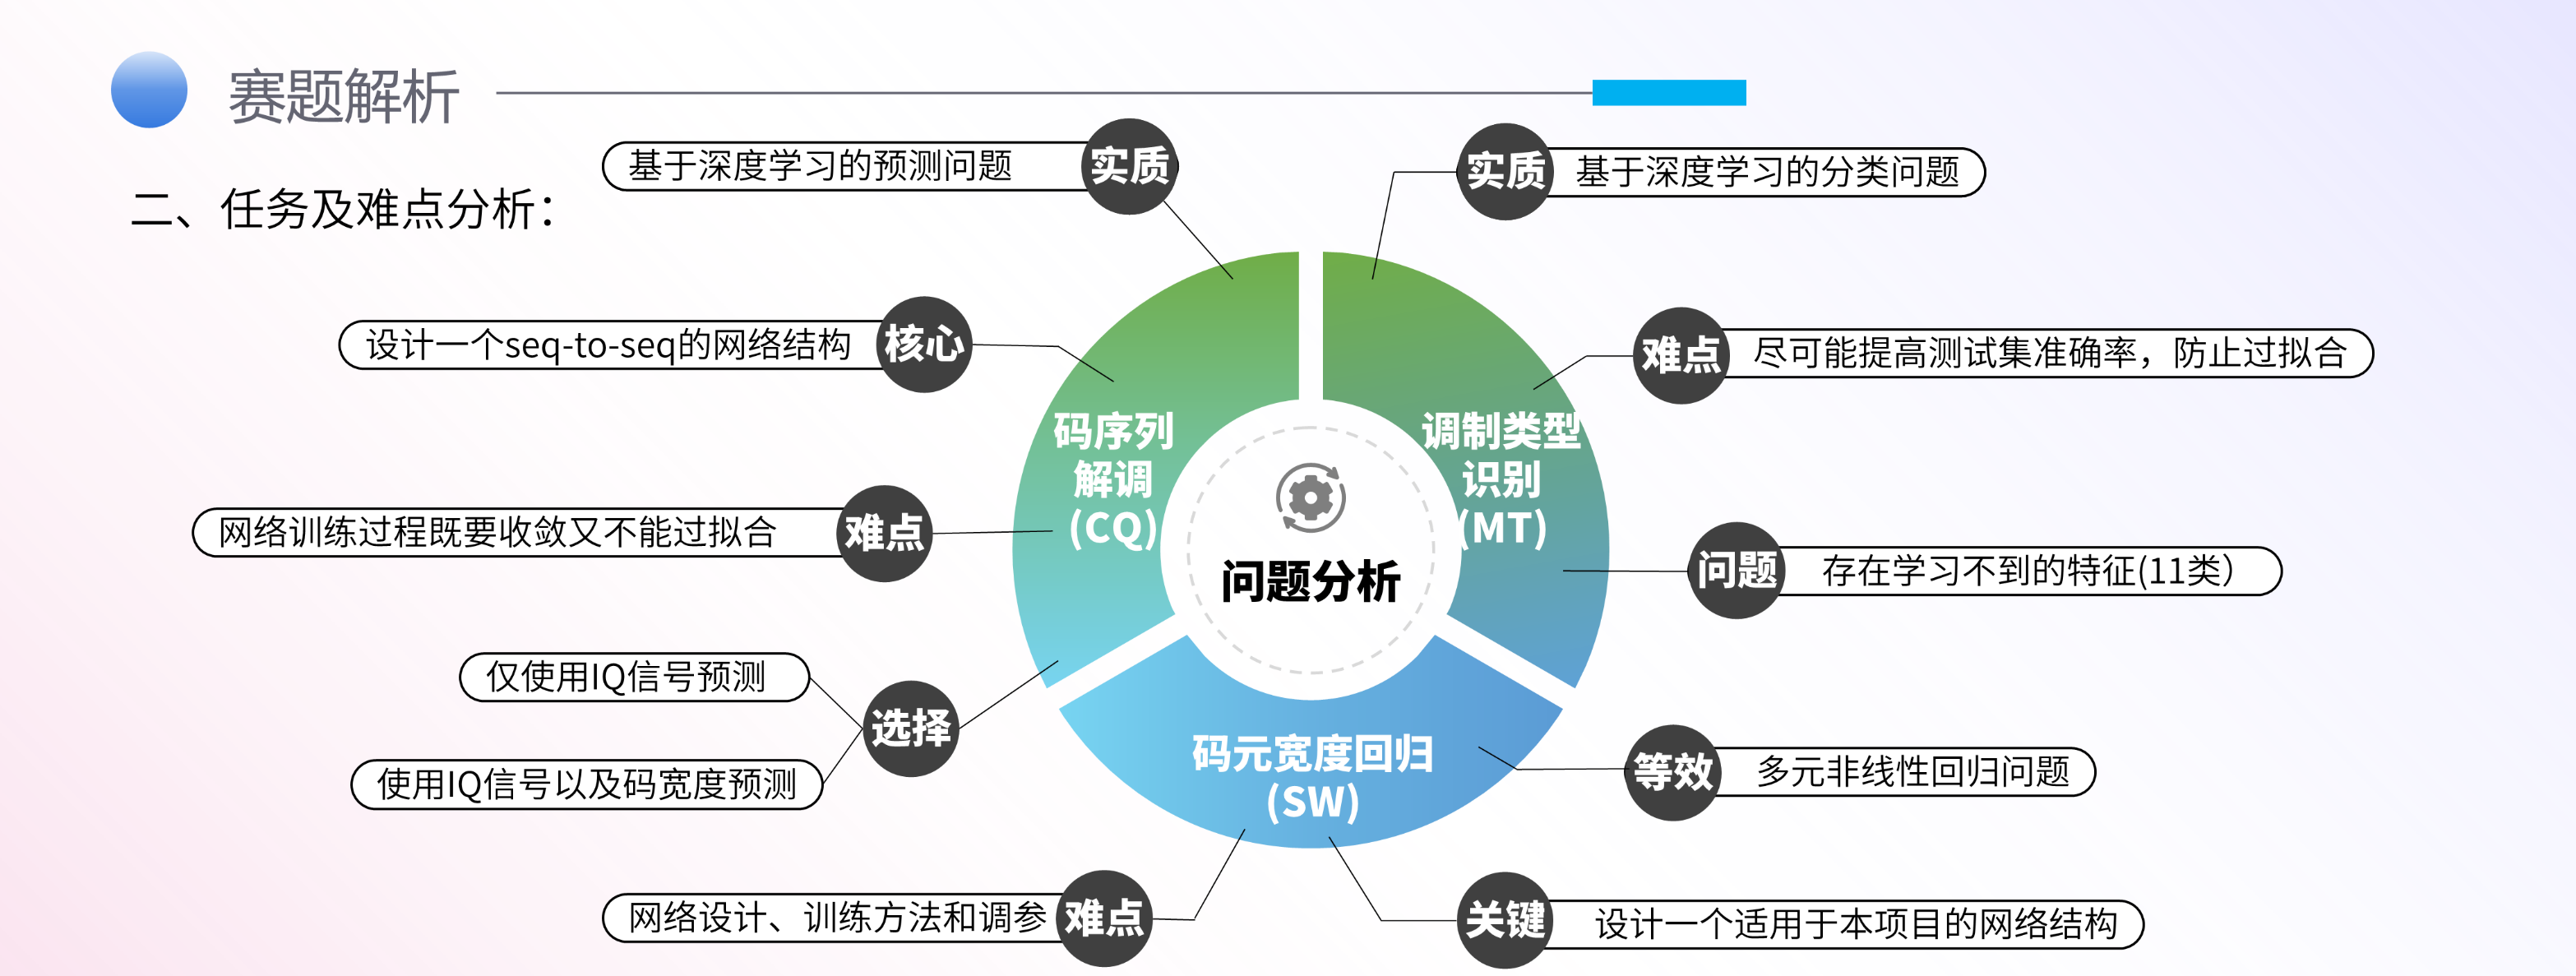 赛题解析
二、任务及难点分析：
基于深度学习的预测问题
实质
设计一个seq-to-seq的网络结构
核心
网络训练过程既要收敛又不能过拟合
难点
仅使用IQ信号预测
使用IQ信号以及码宽度预测
选择
网络设计、训练方法和调参
难点
码序列
解调
(CQ)
问题分析
调制类型
识别
(MT)
码元宽度回归
(SW)
实质
基于深度学习的分类问题
难点
尽可能提高测试集准确率，防止过拟合
问题
存在学习不到的特征(11类）
等效
多元非线性回归问题
关键
设计一个适用于本项目的网络结构